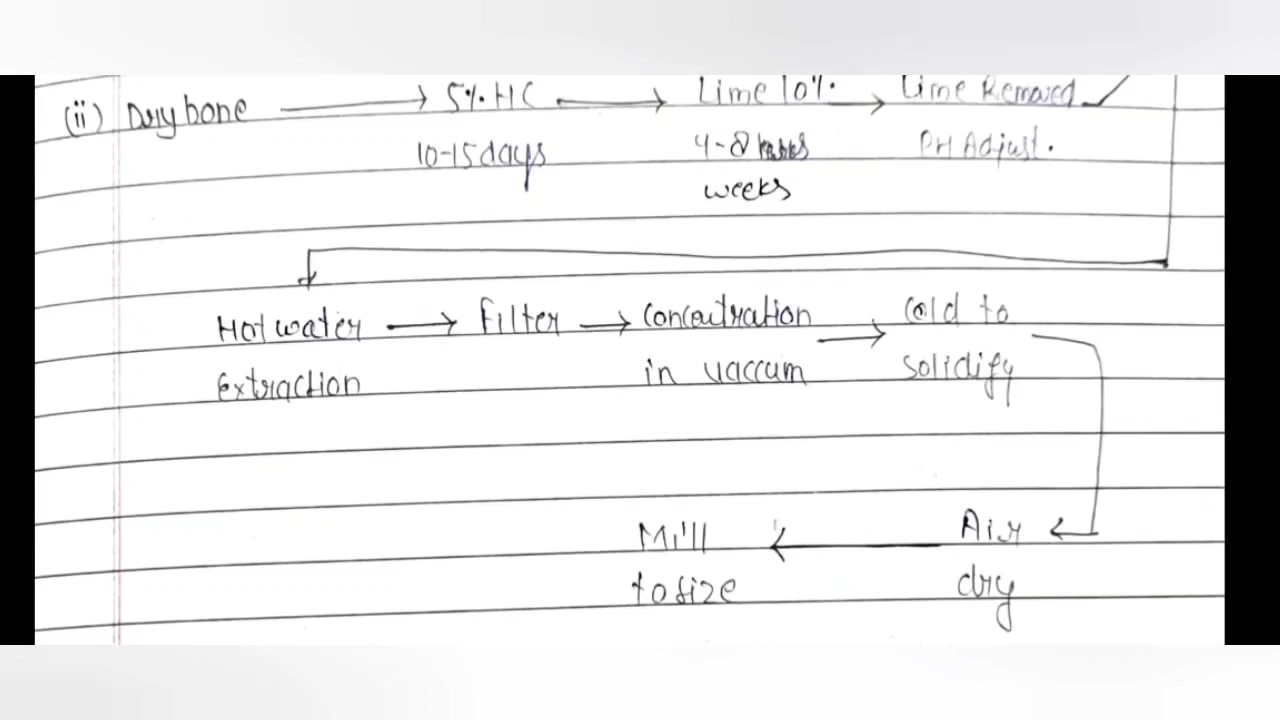 (ii) Dry bone → 5% HCl → Lime 10% → Lime Removed
10-15 days 4-8 weeks PH Adjust.
Hot water → Filter → Concentration → Cold to
extraction in vaccum solidify
Mill ← Air
to size dry